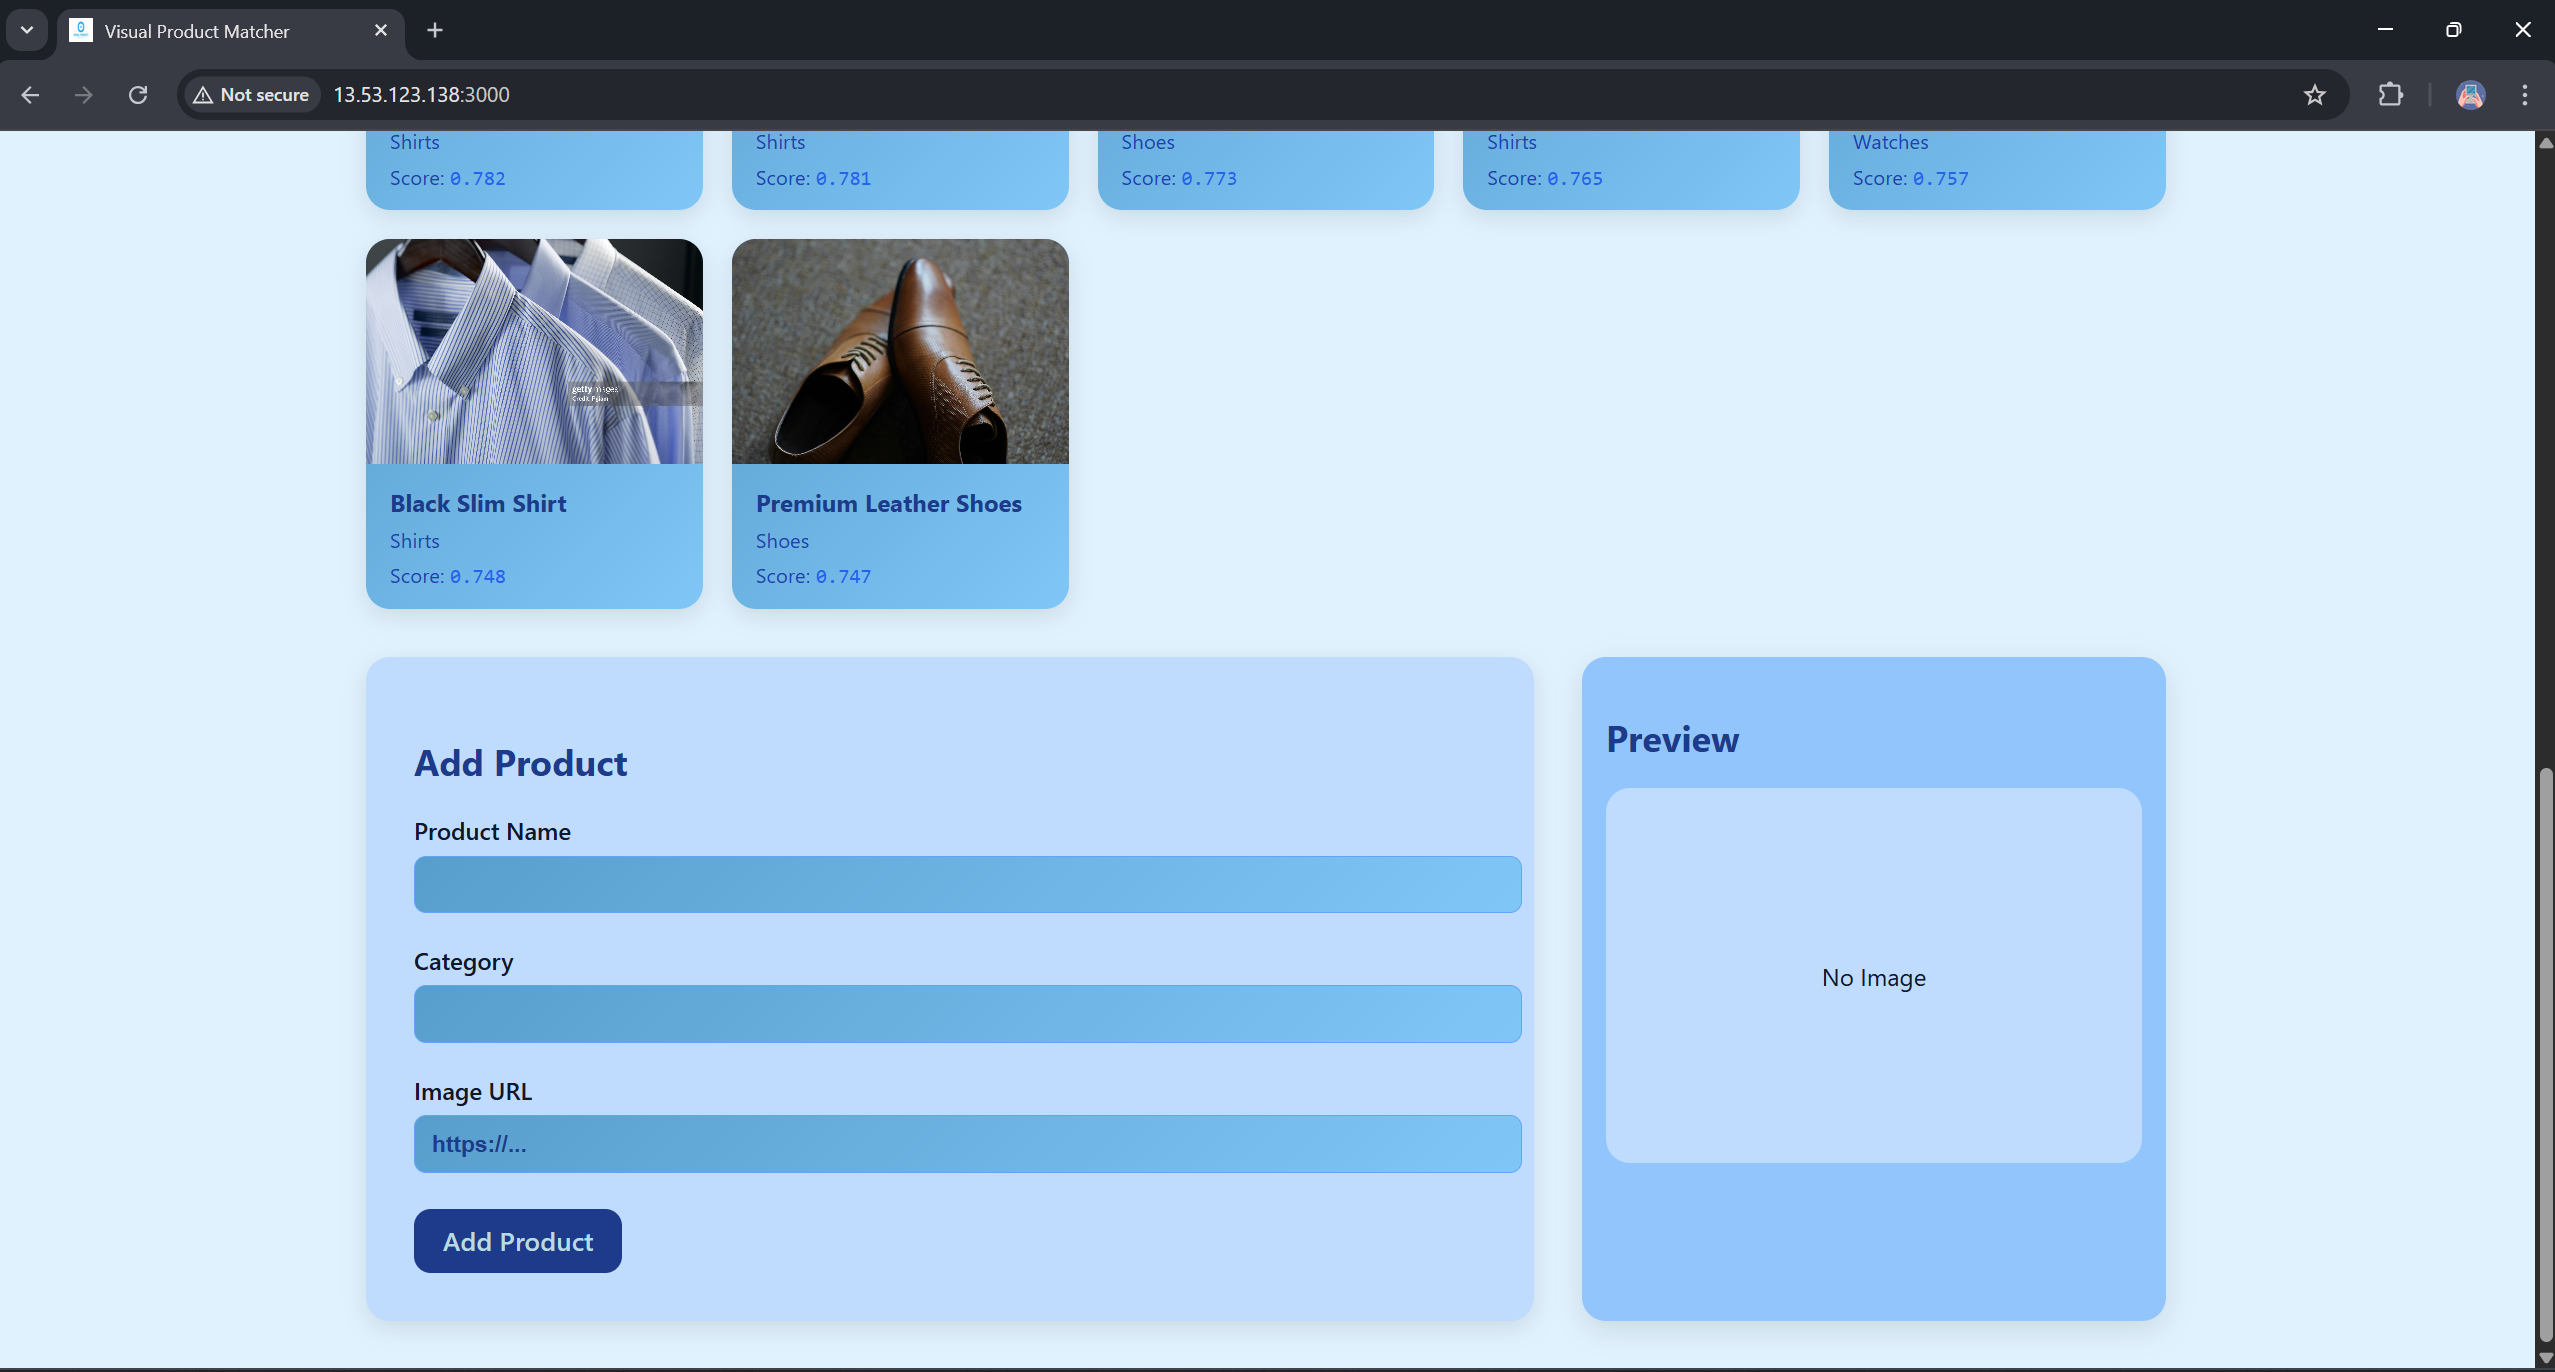 Visual Product Matcher
Not secure
13.53.123.138:3000
Shirts
Score: 0.782
Shirts
Score: 0.781
Shoes
Score: 0.773
Shirts
Score: 0.765
Watches
Score: 0.757
gettyimages
Credit: Pgiam
Black Slim Shirt
Shirts
Score: 0.748
Premium Leather Shoes
Shoes
Score: 0.747
Add Product
Product Name
Category
Image URL
https://...
Add Product
Preview
No Image